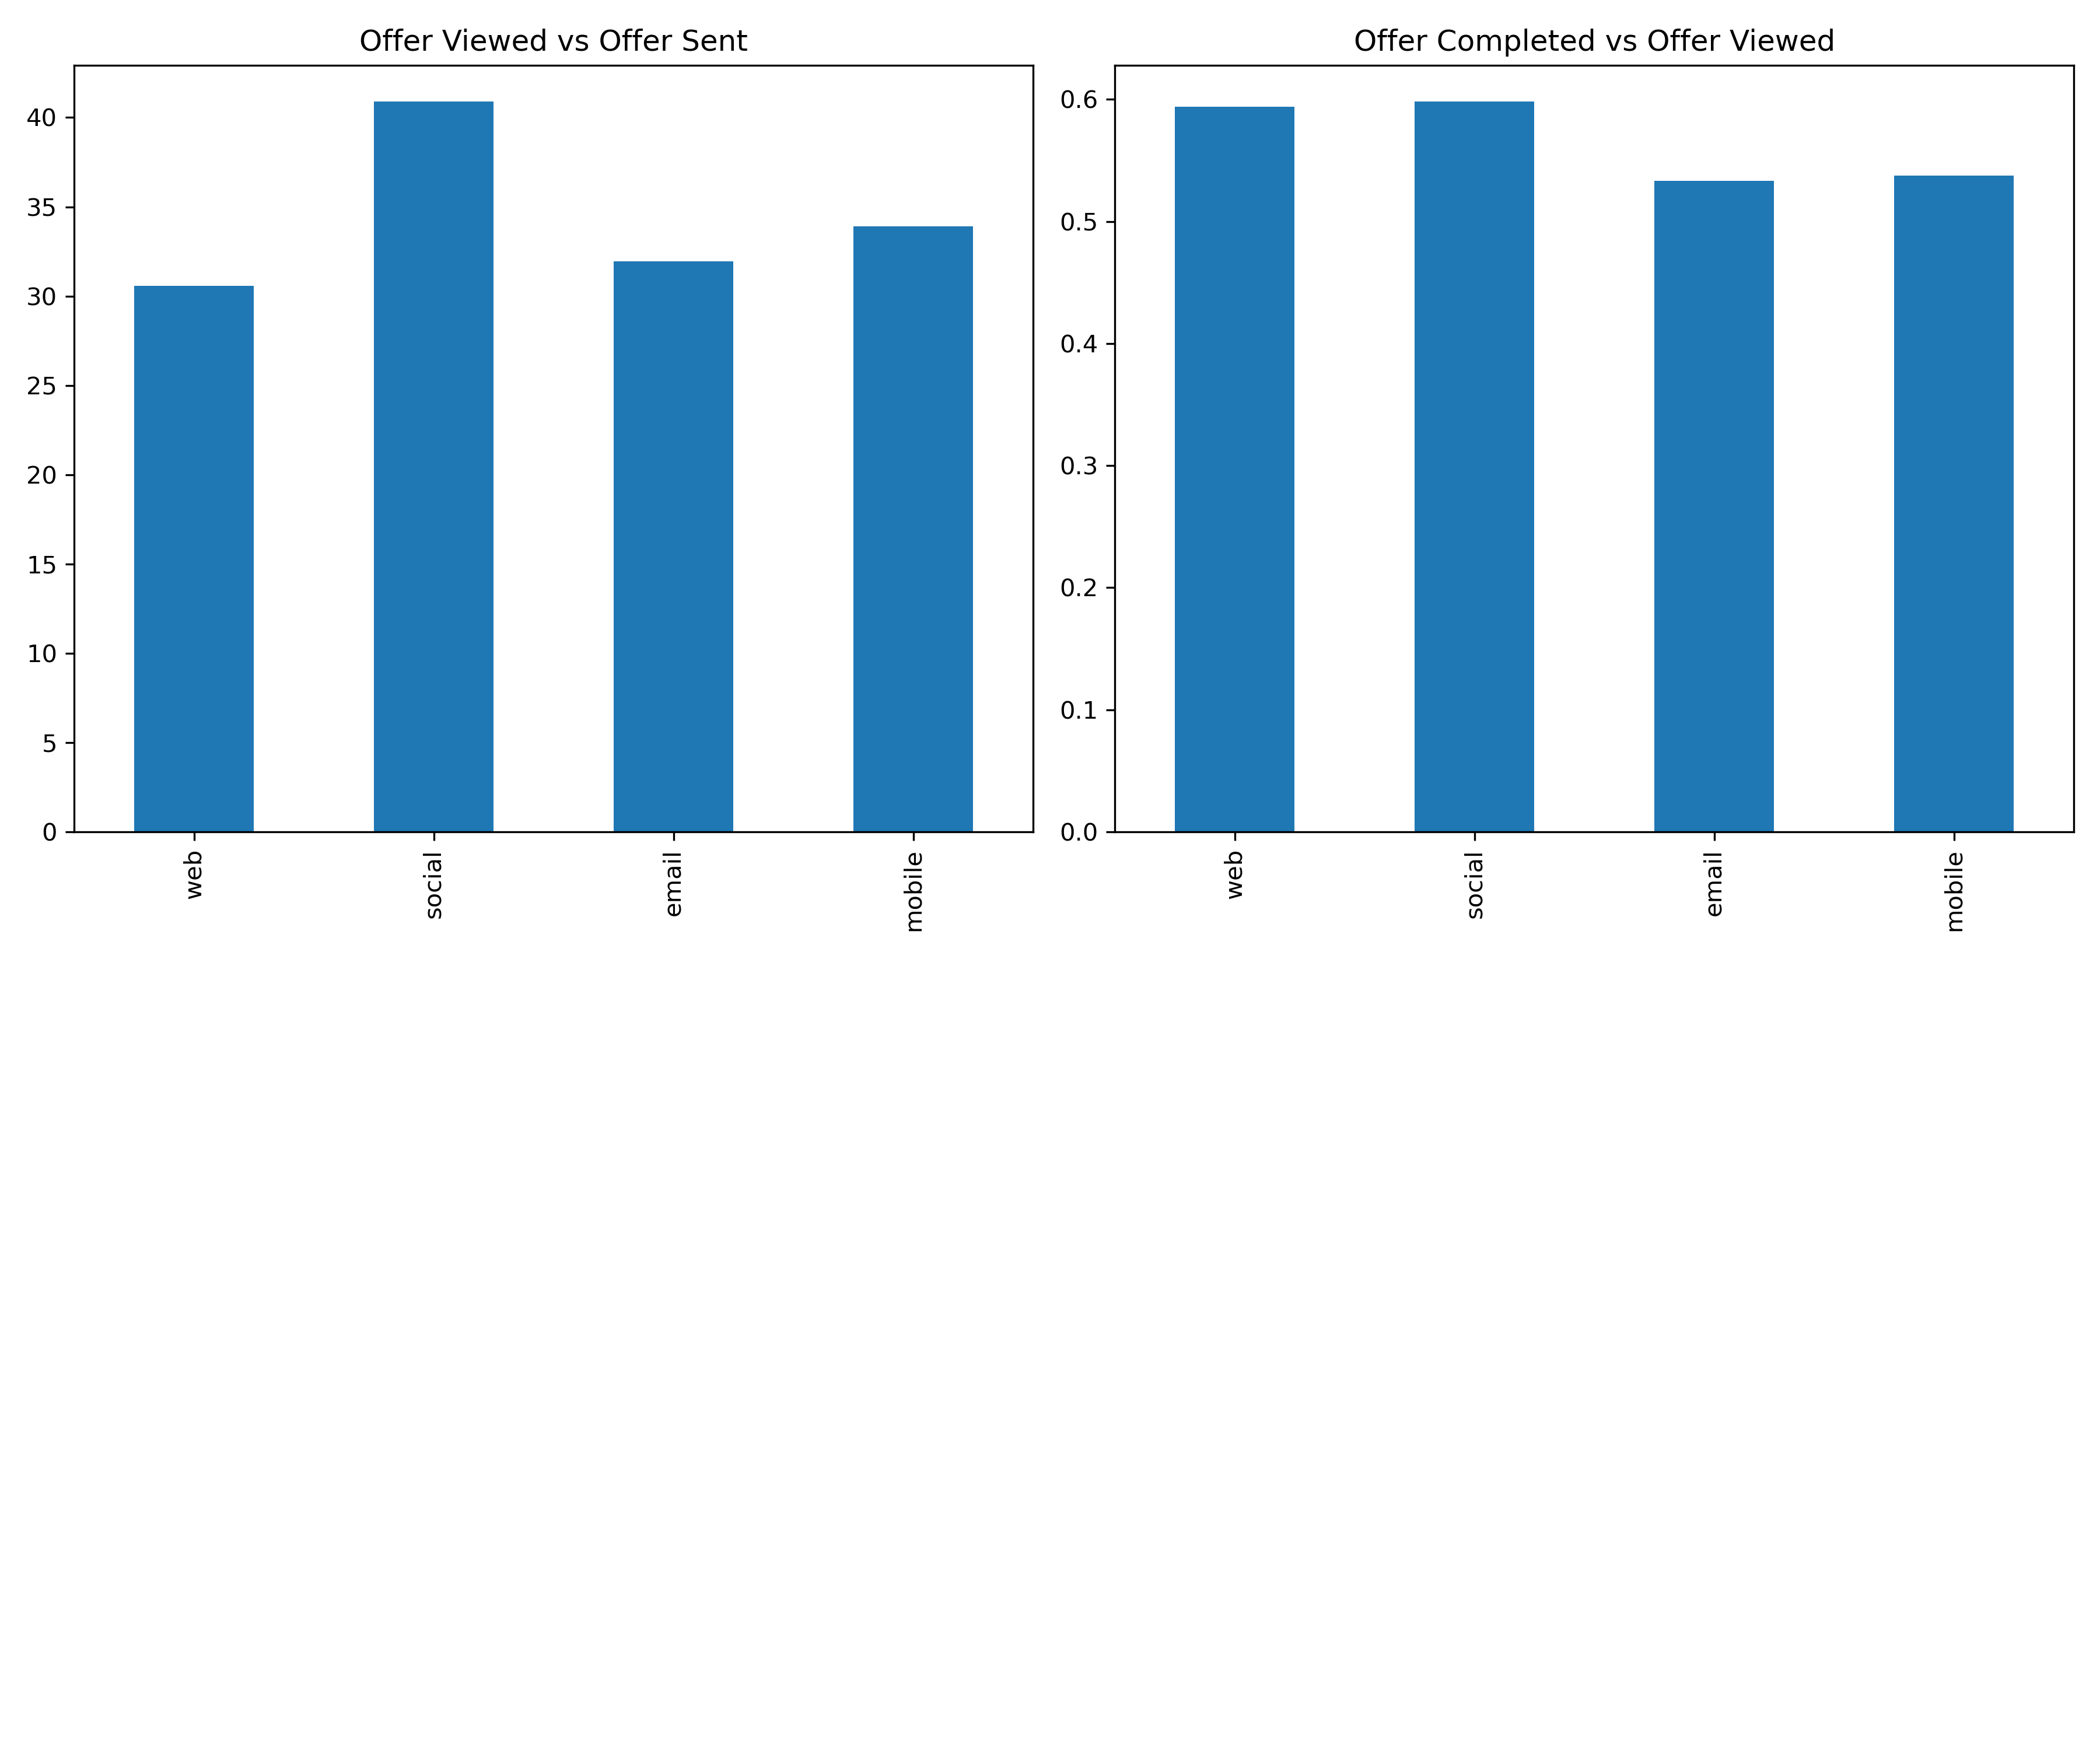 Offer Viewed vs Offer Sent
40
35
30
25
20
15
10
5
0
web
social
email
mobile
Offer Completed vs Offer Viewed
0.6
0.5
0.4
0.3
0.2
0.1
0.0
web
social
email
mobile